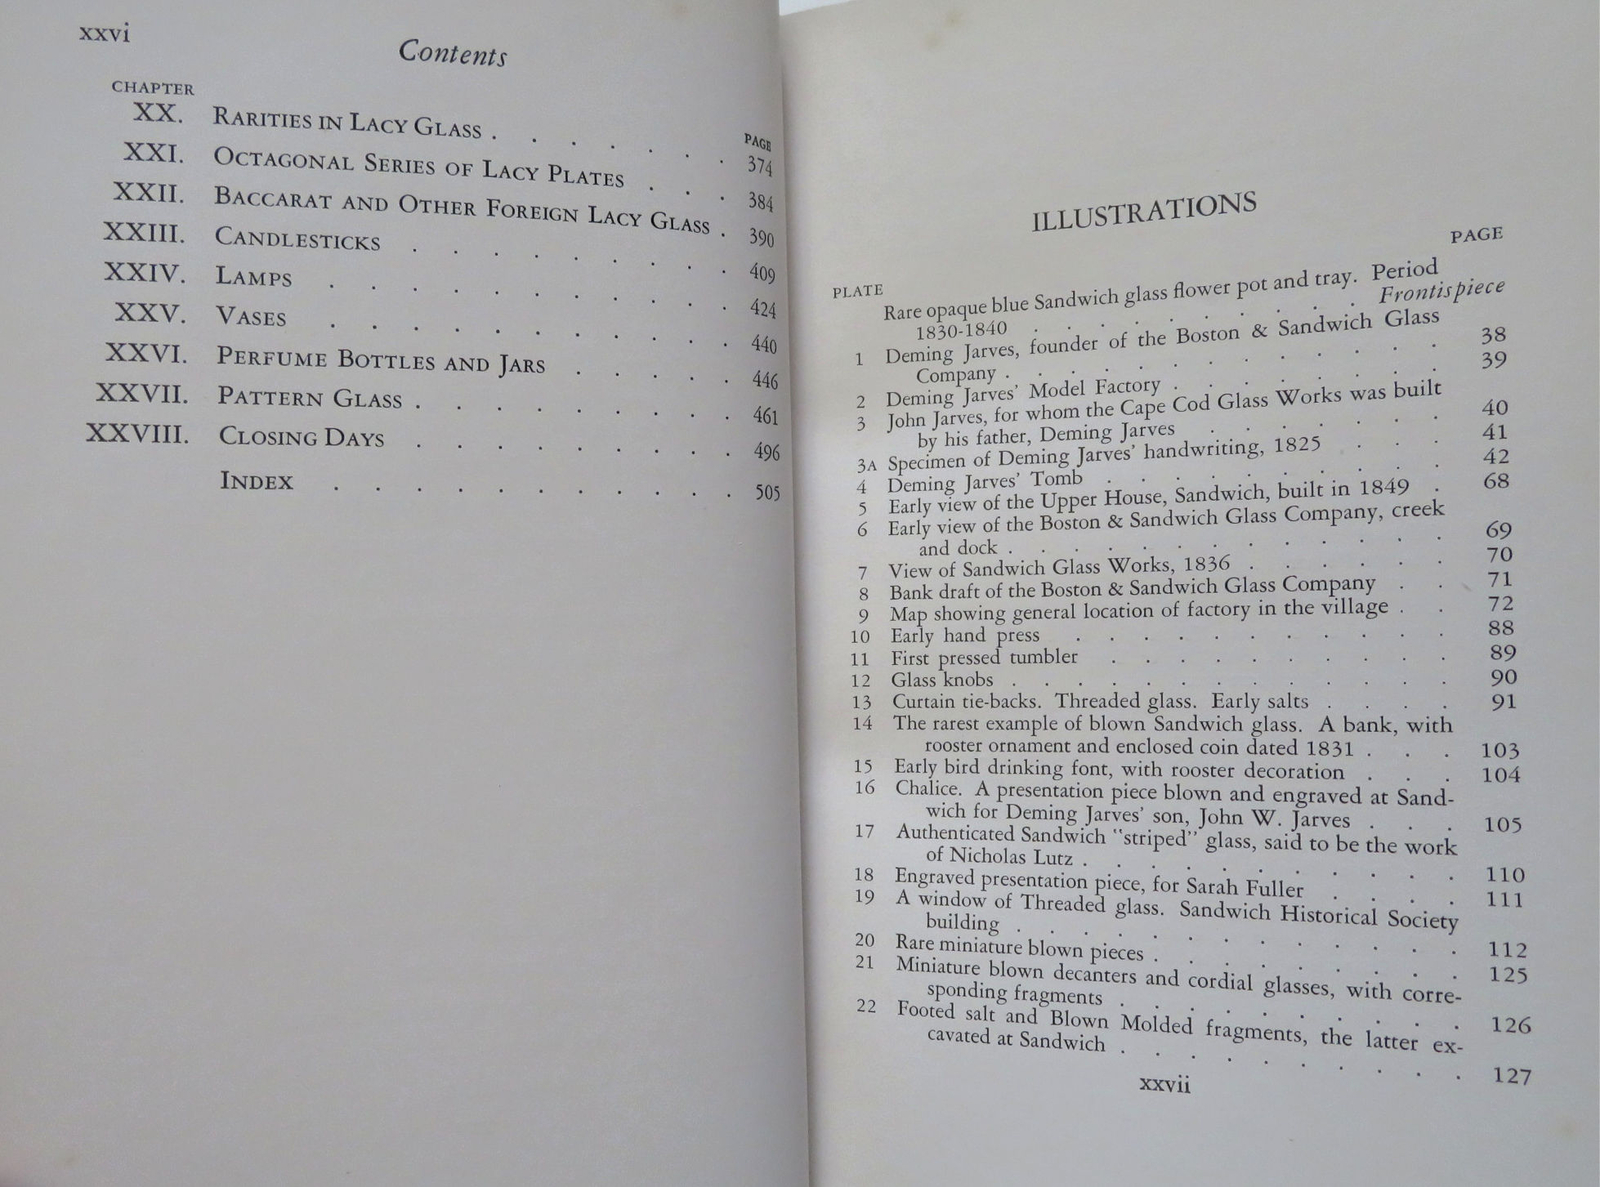 xxvi
Contents
CHAPTER
PAGE
XX. RARITIES IN LACY GLASS . . . . . . . 374
XXI. OCTAGONAL SERIES OF LACY PLATES . . . 384
XXII. BACCARAT AND OTHER FOREIGN LACY GLASS . 390
XXIII. CANDLESTICKS . . . . . . . . . 409
XXIV. LAMPS . . . . . . . . . . . 424
XXV. VASES . . . . . . . . . . . 440
XXVI. PERFUME BOTTLES AND JARS . . . . . 446
XXVII. PATTERN GLASS . . . . . . . . . 461
XXVIII. CLOSING DAYS . . . . . . . . . 496
INDEX . . . . . . . . . . . 505
ILLUSTRATIONS
PLATE PAGE
Rare opaque blue Sandwich glass flower pot and tray. Period
1830-1840 . . . . . . . . . . Frontispiece
1 Deming Jarves, founder of the Boston & Sandwich Glass
Company . . . . . . . . . . . . . 38
2 Deming Jarves' Model Factory . . . . . . . . 39
3 John Jarves, for whom the Cape Cod Glass Works was built
by his father, Deming Jarves . . . . . . . 40
3A Specimen of Deming Jarves' handwriting, 1825 . . . 41
4 Deming Jarves' Tomb . . . . . . . . . . 42
5 Early view of the Upper House, Sandwich, built in 1849 . 68
6 Early view of the Boston & Sandwich Glass Company, creek
and dock . . . . . . . . . . . . . 69
7 View of Sandwich Glass Works, 1836 . . . . . . 70
8 Bank draft of the Boston & Sandwich Glass Company . . 71
9 Map showing general location of factory in the village . . 72
10 Early hand press . . . . . . . . . . . 88
11 First pressed tumbler . . . . . . . . . . 89
12 Glass knobs . . . . . . . . . . . . . 90
13 Curtain tie-backs. Threaded glass. Early salts . . . . 91
14 The rarest example of blown Sandwich glass. A bank, with
rooster ornament and enclosed coin dated 1831 . . . 103
15 Early bird drinking font, with rooster decoration . . . 104
16 Chalice. A presentation piece blown and engraved at Sand-
wich for Deming Jarves' son, John W. Jarves . . . 105
17 Authenticated Sandwich "striped" glass, said to be the work
of Nicholas Lutz . . . . . . . . . . . 110
18 Engraved presentation piece, for Sarah Fuller . . . . 111
19 A window of Threaded glass. Sandwich Historical Society
building . . . . . . . . . . . . . 112
20 Rare miniature blown pieces . . . . . . . . . 125
21 Miniature blown decanters and cordial glasses, with corre-
sponding fragments . . . . . . . . . . 126
22 Footed salt and Blown Molded fragments, the latter ex-
cavated at Sandwich . . . . . . . . . . 127
xxvii